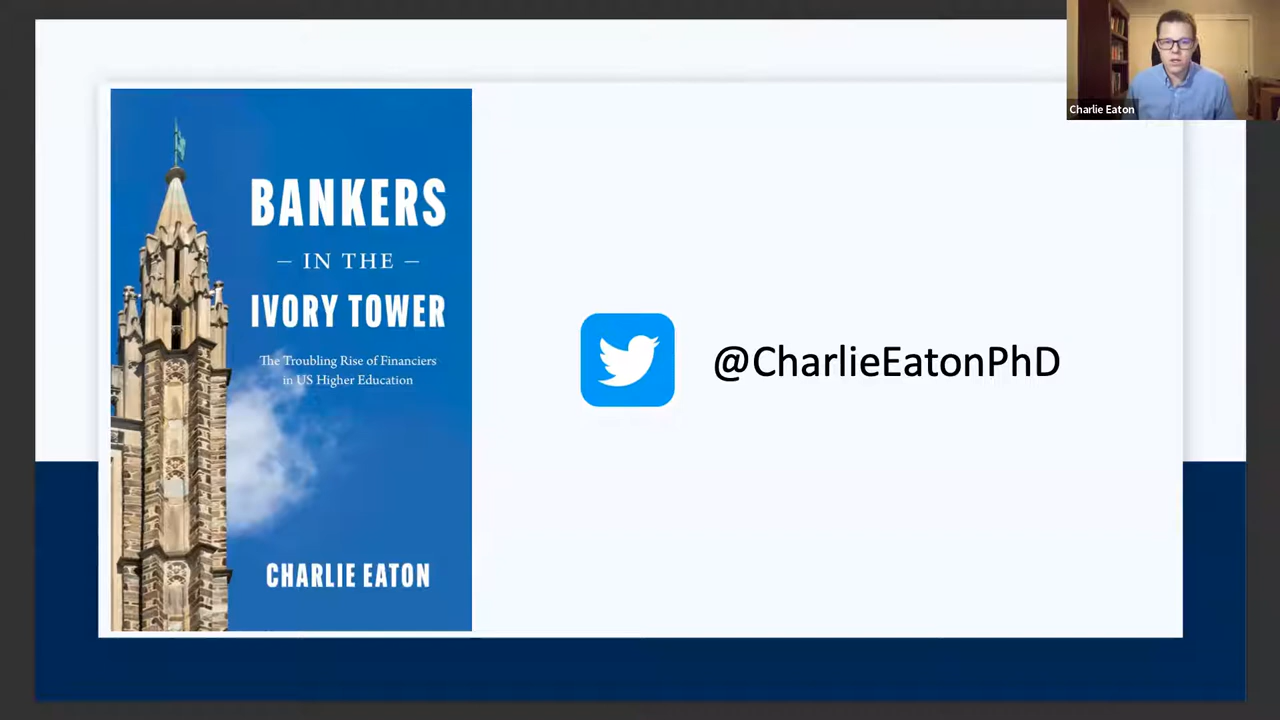 BANKERS
– IN THE –
IVORY TOWER
The Troubling Rise of Financiers
in US Higher Education
CHARLIE EATON
@CharlieEatonPhD
Charlie Eaton